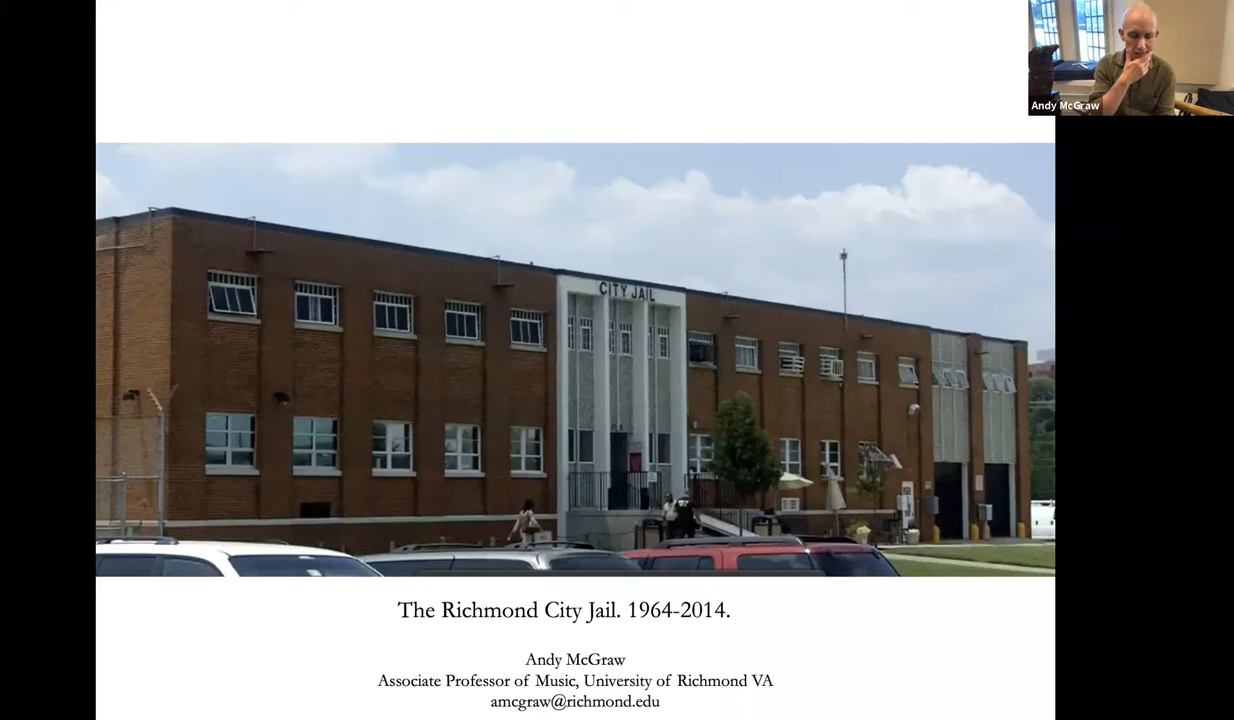 Andy McGraw
CITY JAIL
The Richmond City Jail. 1964-2014.
Andy McGraw
Associate Professor of Music, University of Richmond VA
amcgraw@richmond.edu